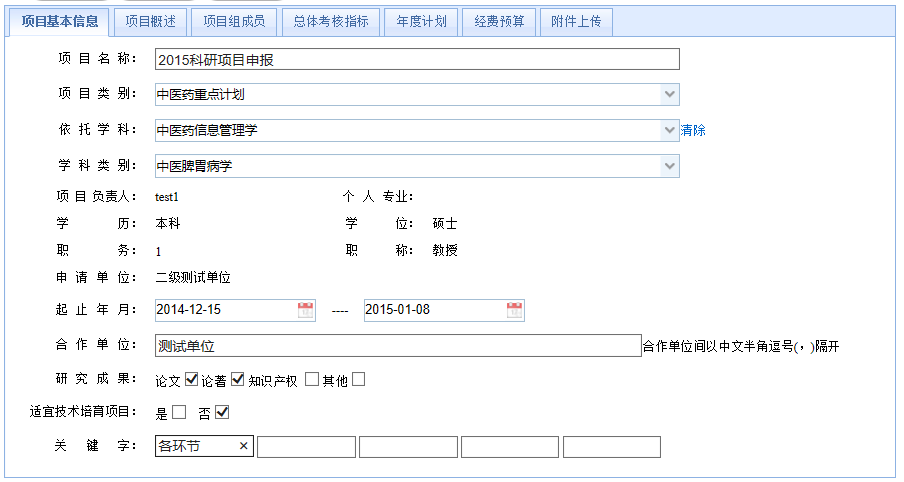 项目基本信息 项目概述 项目组成员 总体考核指标 年度计划 经费预算 附件上传
项 目 名 称： 2015科研项目申报
项 目 类 别： 中医药重点计划
依 托 学 科： 中医药信息管理学 清除
学 科 类 别： 中医脾胃病学
项 目 负责人： test1 个 人 专业：
学 历： 本科 学 位： 硕士
职 务： 1 职 称： 教授
申 请 单 位： 二级测试单位
起 止 年 月： 2014-12-15 ---- 2015-01-08
合 作 单 位： 测试单位 合作单位间以中文半角逗号(，)隔开
研 究 成 果： 论文 论著 知识产权 其他
适宜技术培育项目： 是 否
关 键 字： 各环节 ×